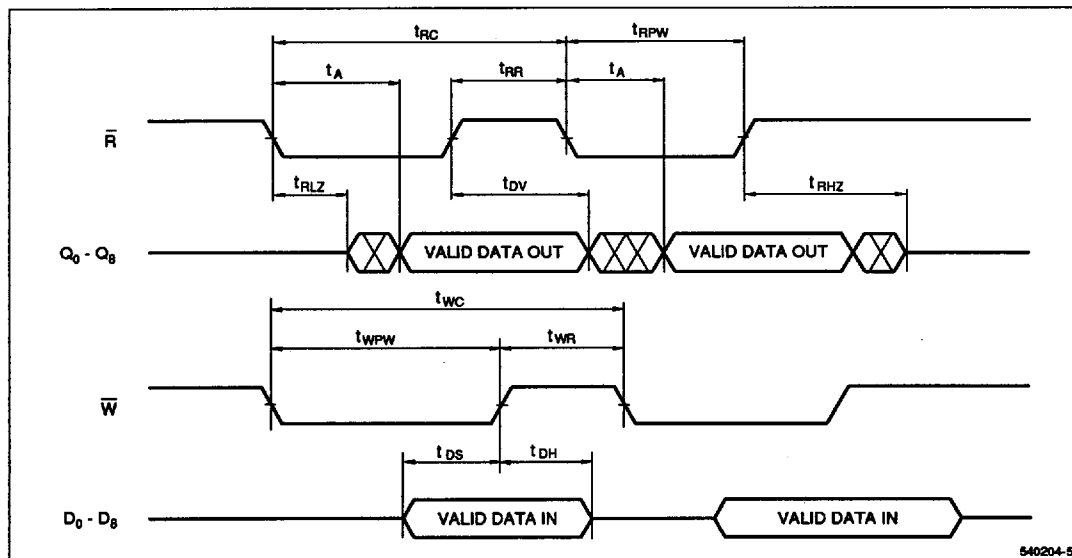 tRC tRPW
tA tRR tA
R̅
tRLZ tDV tRHZ
Q0 - Q8 VALID DATA OUT VALID DATA OUT
tWC
tWPW tWR
W̅
tDS tDH
D0 - D8 VALID DATA IN VALID DATA IN
540204-5